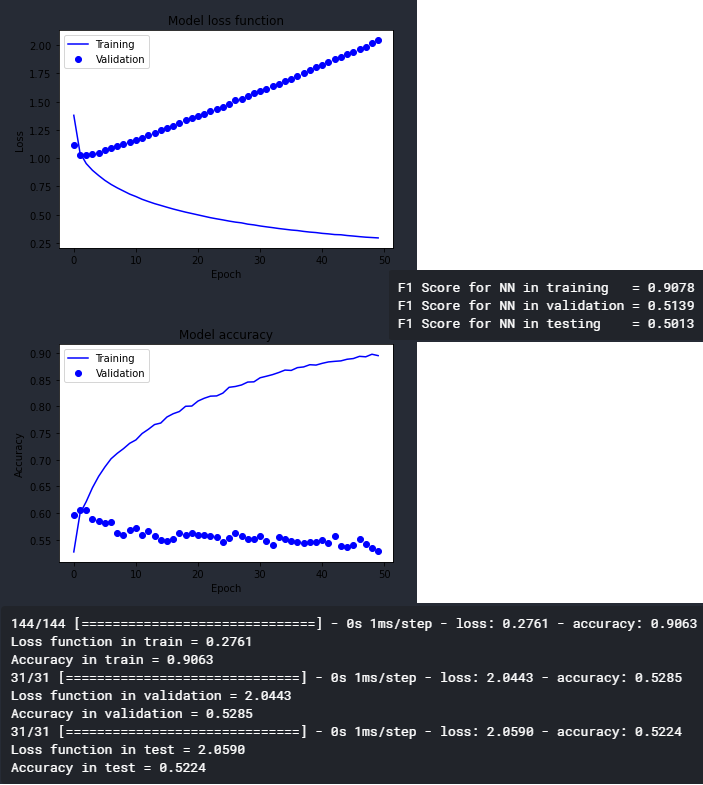 Model loss function
Training
Validation
2.00
1.75
1.50
1.25
1.00
0.75
0.50
0.25
Loss
0 10 20 30 40 50
Epoch
F1 Score for NN in training = 0.9078
F1 Score for NN in validation = 0.5139
F1 Score for NN in testing = 0.5013
Model accuracy
Training
Validation
0.90
0.85
0.80
0.75
0.70
0.65
0.60
0.55
Accuracy
0 10 20 30 40 50
Epoch
144/144 [==============================] - 0s 1ms/step - loss: 0.2761 - accuracy: 0.9063
Loss function in train = 0.2761
Accuracy in train = 0.9063
31/31 [==============================] - 0s 1ms/step - loss: 2.0443 - accuracy: 0.5285
Loss function in validation = 2.0443
Accuracy in validation = 0.5285
31/31 [==============================] - 0s 1ms/step - loss: 2.0590 - accuracy: 0.5224
Loss function in test = 2.0590
Accuracy in test = 0.5224